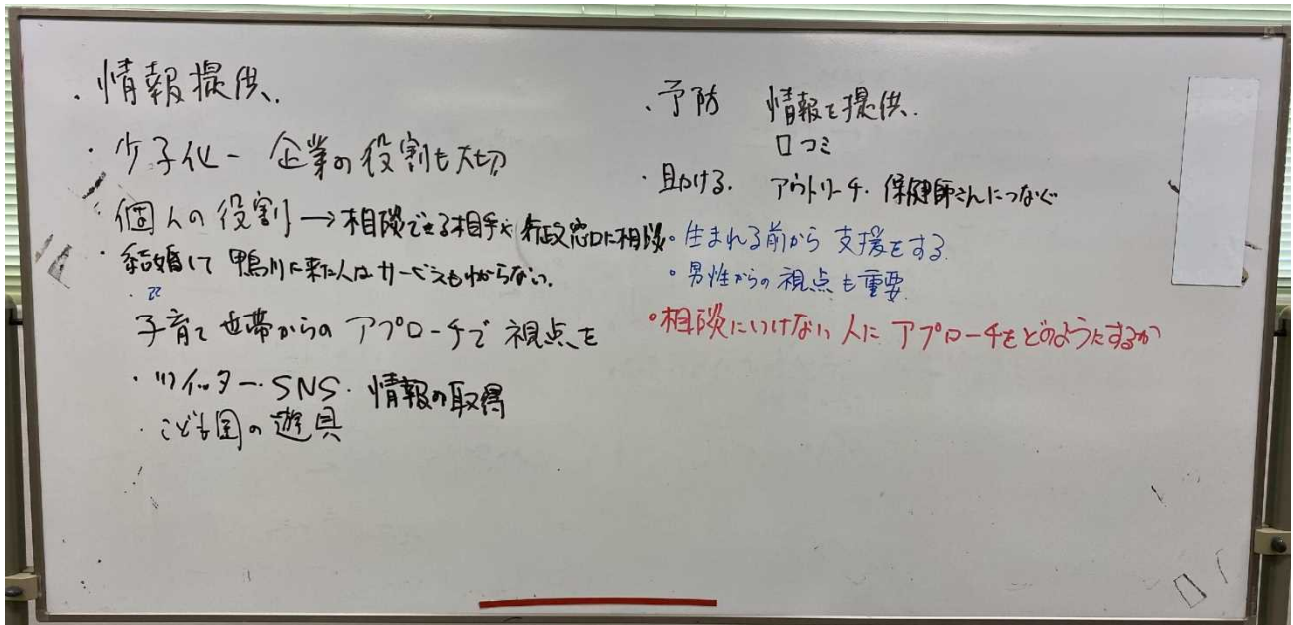 ・情報提供.
・少子化ー 企業の役割も大切
・個人の役割→相談できる相手や 行政窓口に相談
・結婚して 鴨川に来た人は サービスもわからない.
子育て世帯からの アプローチで 視点を
・ツイッター・SNS・情報の取得
・こども園の遊具
・予防 情報を提供.
口コミ
・助ける. アウトリーチ・保健師さんにつなぐ
・生まれる前から 支援をする
・男性からの視点も重要
・相談にいけない人に アプローチをどのようにするか